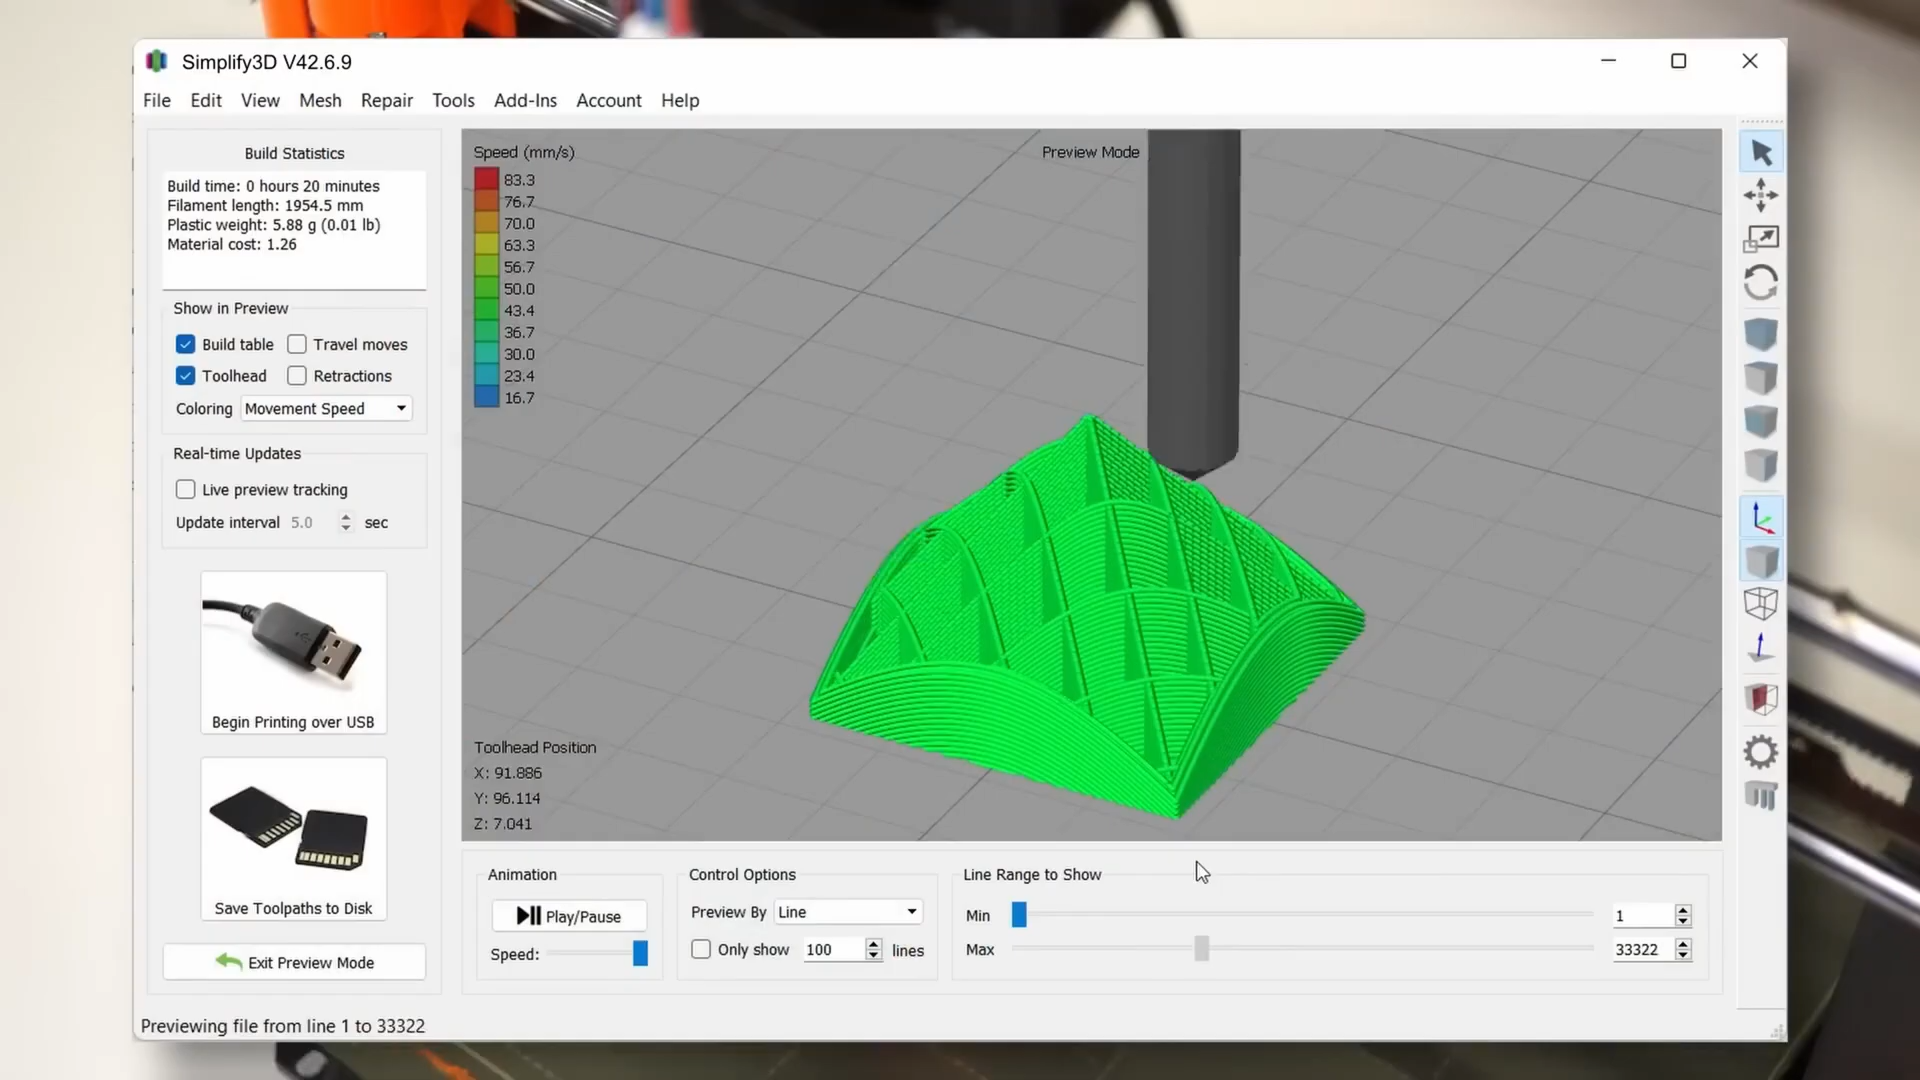 Simplify3D V42.6.9
File Edit View Mesh Repair Tools Add-Ins Account Help
Build Statistics
Build time: 0 hours 20 minutes
Filament length: 1954.5 mm
Plastic weight: 5.88 g (0.01 lb)
Material cost: 1.26
Show in Preview
Build table Travel moves
Toolhead Retractions
Coloring Movement Speed
Real-time Updates
Live preview tracking
Update interval 5.0 sec
Begin Printing over USB
Save Toolpaths to Disk
Exit Preview Mode
Speed (mm/s)
83.3
76.7
70.0
63.3
56.7
50.0
43.4
36.7
30.0
23.4
16.7
Preview Mode
Toolhead Position
X: 91.886
Y: 96.114
Z: 7.041
Animation
Play/Pause
Speed:
Control Options
Preview By Line
Only show 100 lines
Line Range to Show
Min 1
Max 33322
Previewing file from line 1 to 33322